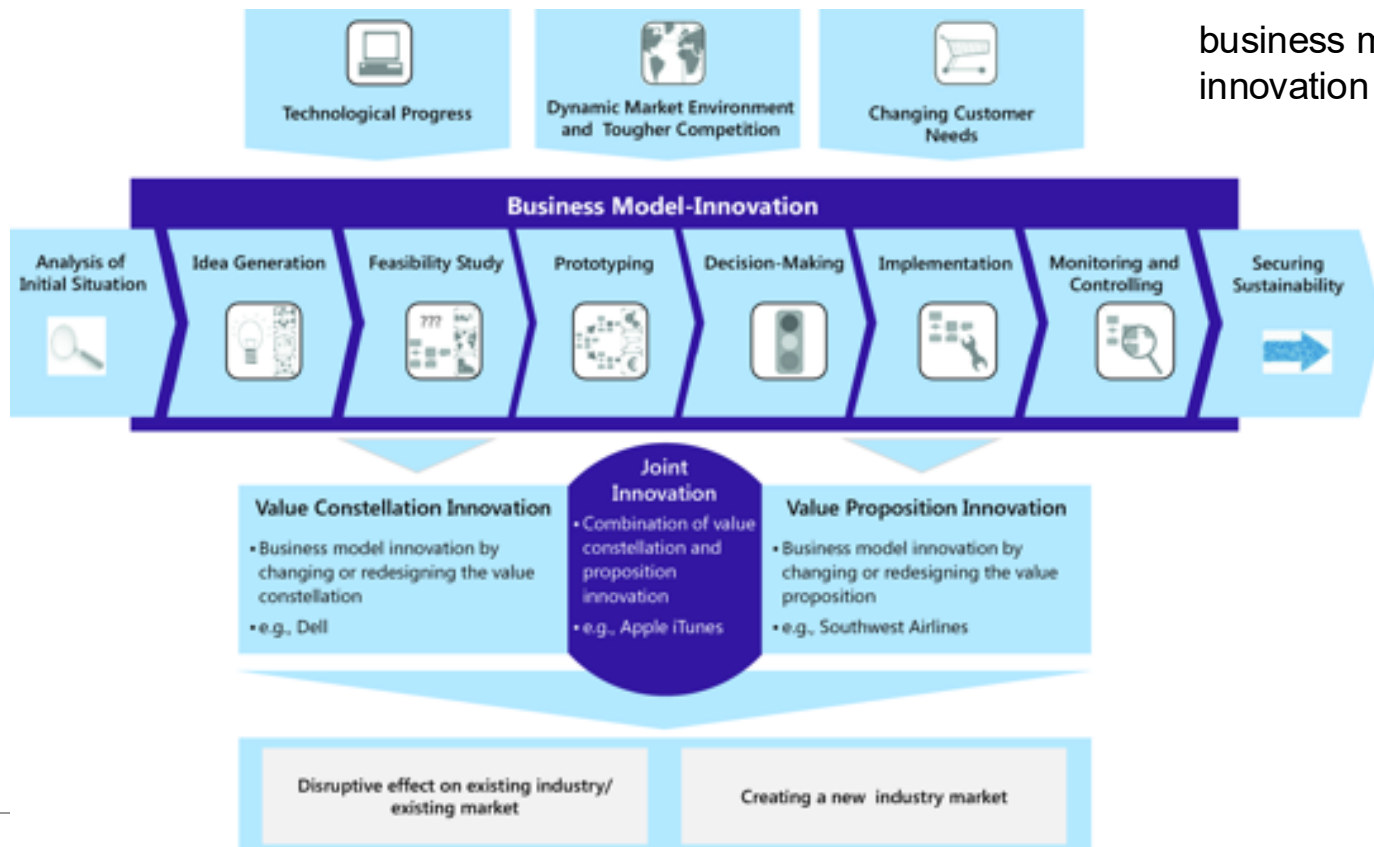 business m
innovation
Technological Progress
Dynamic Market Environment
and Tougher Competition
Changing Customer
Needs
Business Model-Innovation
Analysis of
Initial Situation
Idea Generation
Feasibility Study
???
Prototyping
Decision-Making
Implementation
Monitoring and
Controlling
Securing
Sustainability
Value Constellation Innovation
▪ Business model innovation by
changing or redesigning the value
constellation
▪ e.g., Dell
Joint
Innovation
▪ Combination of value
constellation and
proposition
innovation
▪ e.g., Apple iTunes
Value Proposition Innovation
▪ Business model innovation by
changing or redesigning the value
proposition
▪ e.g., Southwest Airlines
Disruptive effect on existing industry/
existing market
Creating a new industry market